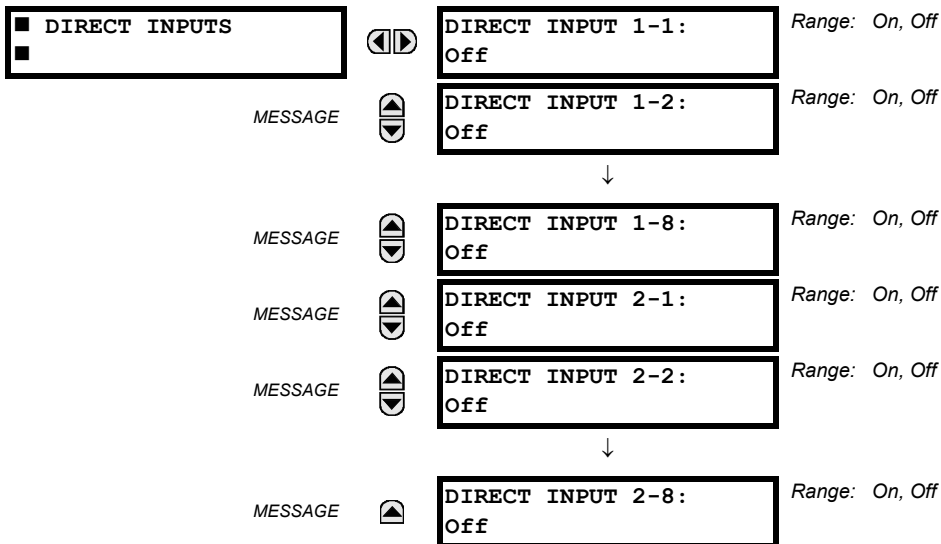 ■ DIRECT INPUTS
■
DIRECT INPUT 1-1:
Off
Range: On, Off
MESSAGE
DIRECT INPUT 1-2:
Off
Range: On, Off
↓
MESSAGE
DIRECT INPUT 1-8:
Off
Range: On, Off
MESSAGE
DIRECT INPUT 2-1:
Off
Range: On, Off
MESSAGE
DIRECT INPUT 2-2:
Off
Range: On, Off
↓
MESSAGE
DIRECT INPUT 2-8:
Off
Range: On, Off